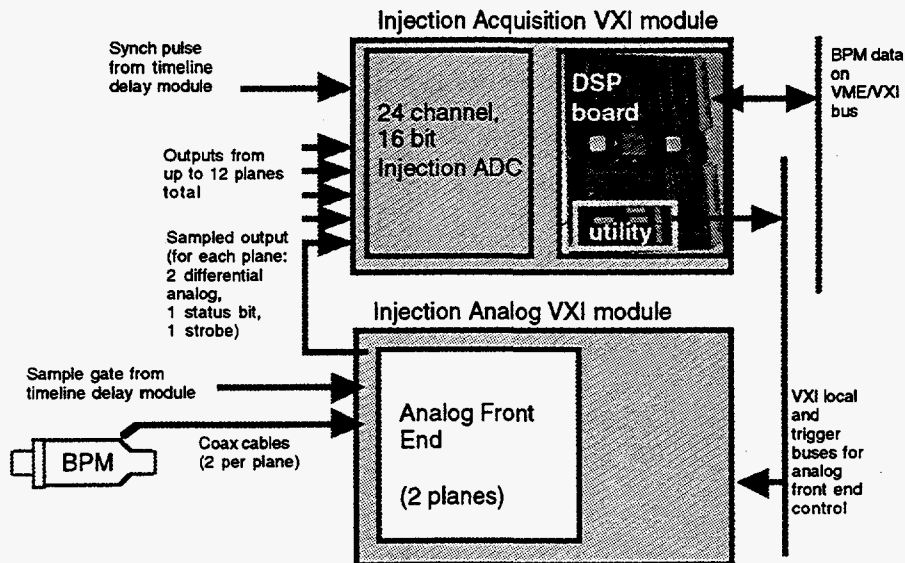 Injection Acquisition VXI module
Synch pulse
from timeline
delay module
24 channel,
16 bit
Injection ADC
DSP
board
utility
BPM data
on
VME/VXI
bus
Outputs from
up to 12 planes
total
Sampled output
(for each plane:
2 differential
analog,
1 status bit,
1 strobe)
Injection Analog VXI module
Sample gate from
timeline delay module
BPM
Coax cables
(2 per plane)
Analog Front
End
(2 planes)
VXI local
and
trigger
buses for
analog
front end
control